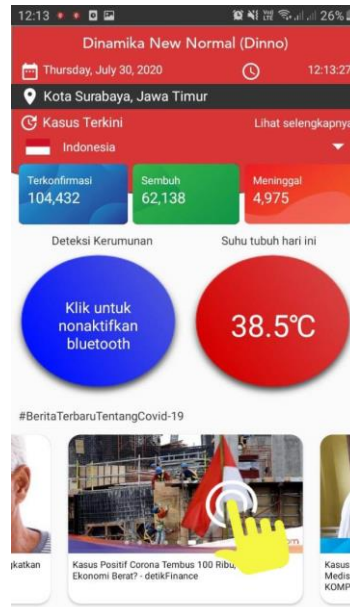 12:13
26%
Dinamika New Normal (Dinno)
Thursday, July 30, 2020
12:13:27
Kota Surabaya, Jawa Timur
Kasus Terkini
Lihat selengkapnya
Indonesia
Terkonfirmasi
104,432
Sembuh
62,138
Meninggal
4,975
Deteksi Kerumunan
Suhu tubuh hari ini
Klik untuk
nonaktifkan
bluetooth
38.5°C
#BeritaTerbaruTentangCovid-19
Kasus Positif Corona Tembus 100 Ribu,
Ekonomi Berat? - detikFinance
Kasus
Medis
KOMP